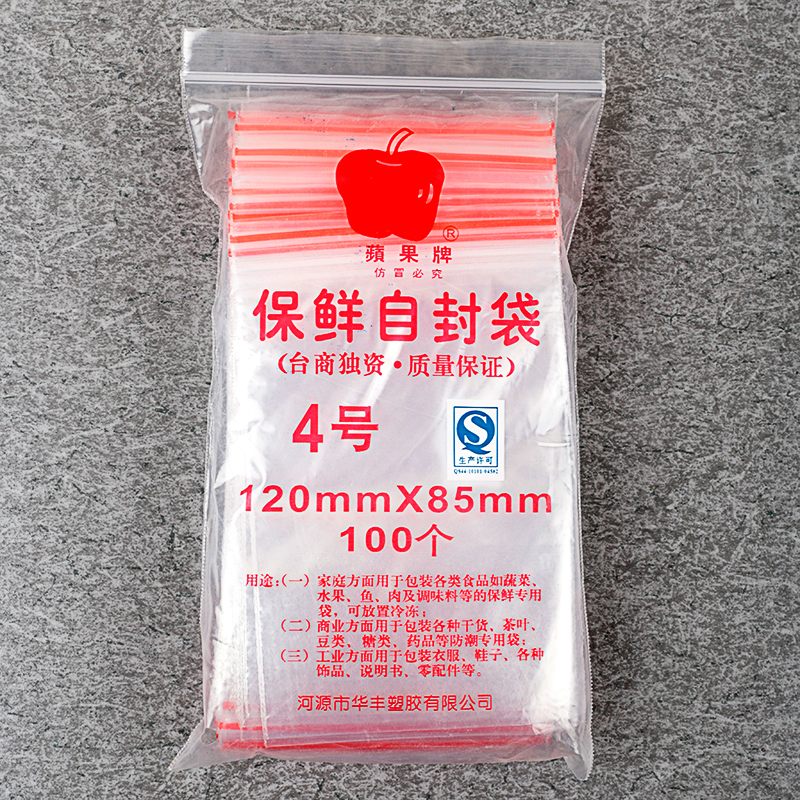 ®
蘋果牌
仿冒必究
保鲜自封袋
（台商独资·质量保证）
4号
生产许可
120mmX85mm
100个
用途:（一）家庭方面用于包装各类食品如蔬菜、
水果、鱼、肉及调味料等的保鲜专用
袋，可放置冷冻；
（二）商业方面用于包装各种干货、茶叶、
豆类、糖类、药品等防潮专用袋；
（三）工业方面用于包装衣服、鞋子、各种
饰品、说明书、零配件等。
河源市华丰塑胶有限公司